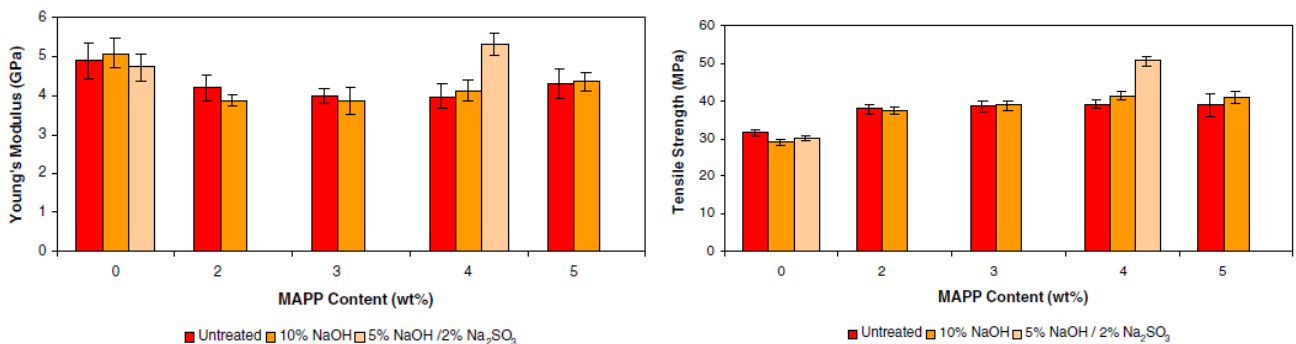 Young's Modulus (GPa)
6
5
4
3
2
1
0
0 2 3 4 5
MAPP Content (wt%)
Untreated 10% NaOH 5% NaOH /2% Na₂SO₃
Tensile Strength (MPa)
60
50
40
30
20
10
0
0 2 3 4 5
MAPP Content (wt%)
Untreated 10% NaOH 5% NaOH / 2% Na₂SO₃